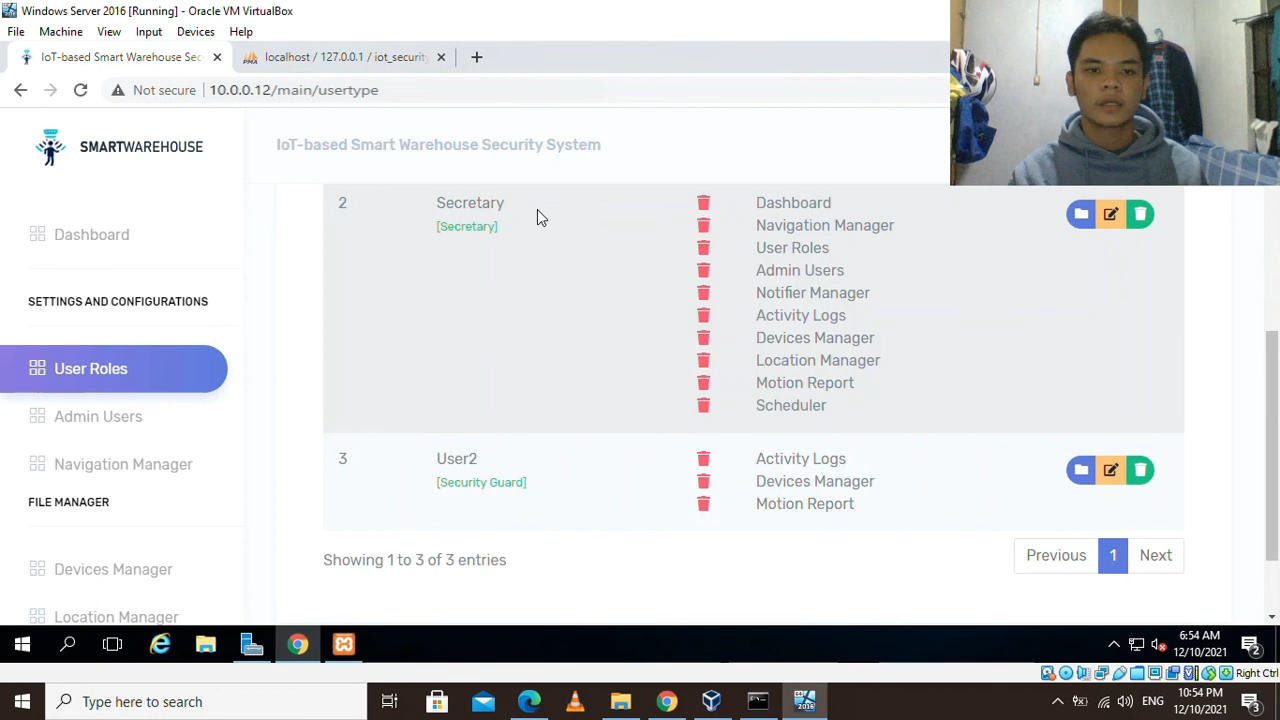 Windows Server 2016 [Running] - Oracle VM VirtualBox
File Machine View Input Devices Help
IoT-based Smart Warehouse Sec
localhost / 127.0.0.1 / iot_security
Not secure 10.0.0.12/main/usertype
SMARTWAREHOUSE
IoT-based Smart Warehouse Security System
Dashboard
SETTINGS AND CONFIGURATIONS
User Roles
Admin Users
Navigation Manager
FILE MANAGER
Devices Manager
Location Manager
2 Secretary Dashboard
[Secretary] Navigation Manager
User Roles
Admin Users
Notifier Manager
Activity Logs
Devices Manager
Location Manager
Motion Report
Scheduler
3 User2 Activity Logs
[Security Guard] Devices Manager
Motion Report
Showing 1 to 3 of 3 entries
Previous 1 Next
6:54 AM
12/10/2021
2
Right Ctrl
Type here to search
2016
ENG
10:54 PM
12/10/2021
3